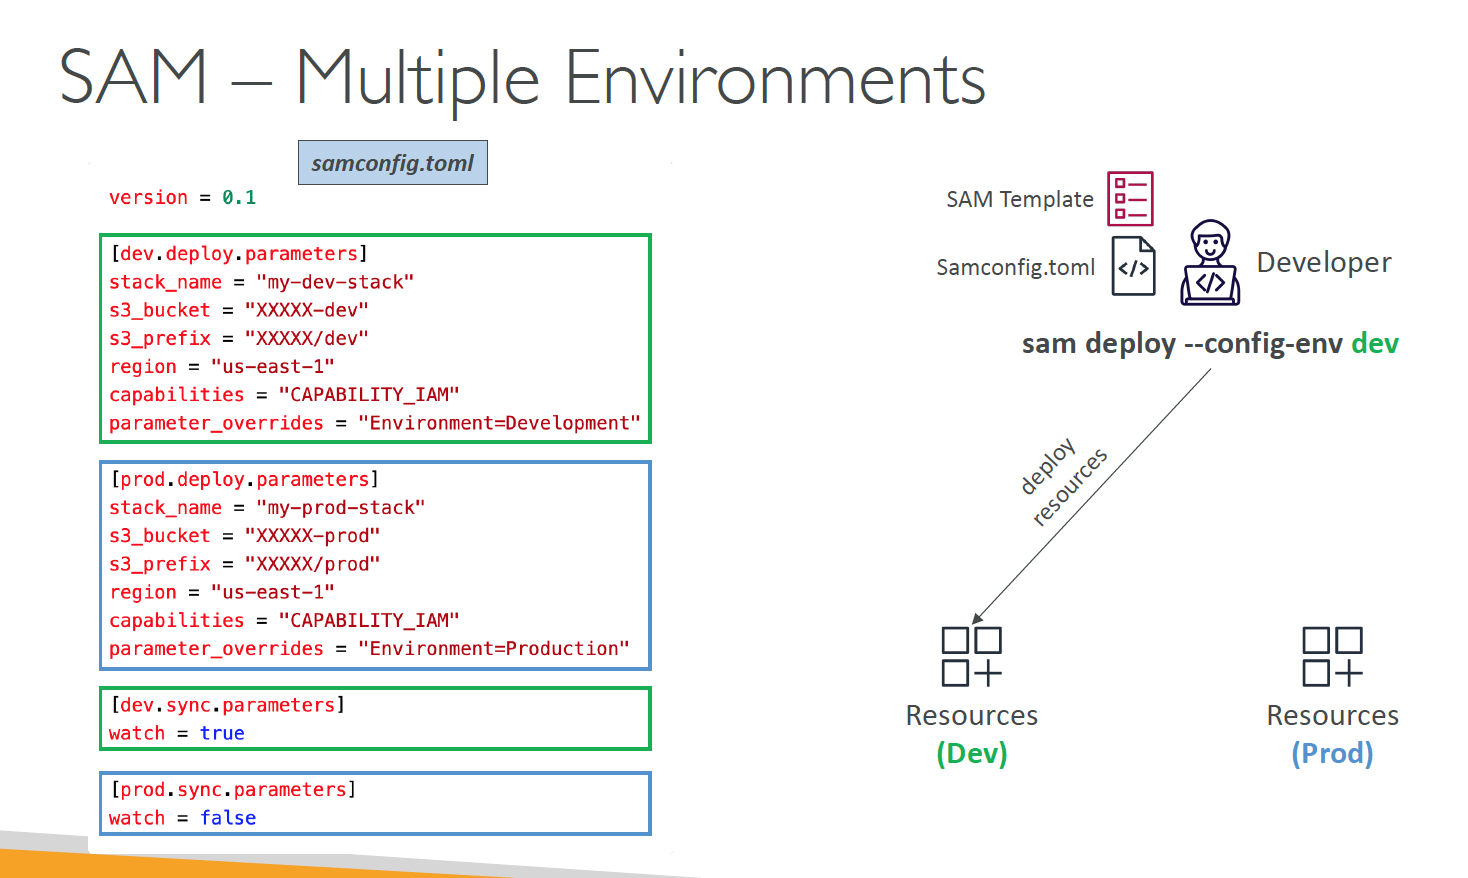 SAM – Multiple Environments
samconfig.toml
version = 0.1
[dev.deploy.parameters]
stack_name = "my-dev-stack"
s3_bucket = "XXXXX-dev"
s3_prefix = "XXXXX/dev"
region = "us-east-1"
capabilities = "CAPABILITY_IAM"
parameter_overrides = "Environment=Development"
[prod.deploy.parameters]
stack_name = "my-prod-stack"
s3_bucket = "XXXXX-prod"
s3_prefix = "XXXXX/prod"
region = "us-east-1"
capabilities = "CAPABILITY_IAM"
parameter_overrides = "Environment=Production"
[dev.sync.parameters]
watch = true
[prod.sync.parameters]
watch = false
SAM Template
Samconfig.toml
</>
Developer
</>
sam deploy --config-env dev
deploy
resources
Resources
(Dev)
Resources
(Prod)